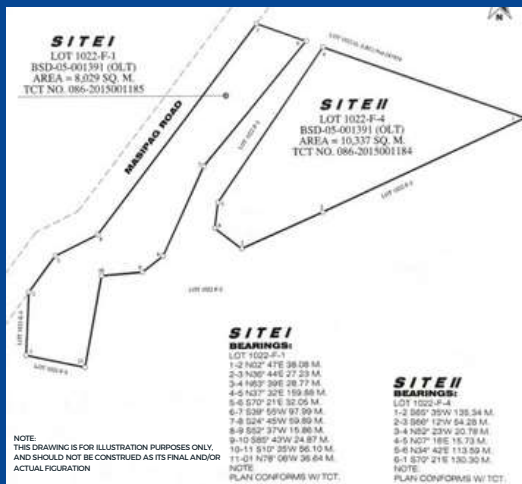 SITE I
LOT 1022-F-1
BSD-05-001391 (OLT)
AREA = 8,029 SQ. M.
TCT NO. 086-2015001185
MASIPAG ROAD
SITE II
LOT 1022-F-4
BSD-05-001391 (OLT)
AREA = 10,337 SQ. M.
TCT NO. 086-2015001184
SITE I
BEARINGS:
LOT 1022-F-1
1-2 N02° 47'E 38.08 M.
2-3 N36° 44'E 27.23 M.
3-4 N63° 39'E 28.77 M.
4-5 N37° 32'E 159.88 M.
5-6 S70° 21'E 32.05 M.
6-7 S39° 55'W 97.99 M.
7-8 S24° 45'W 59.89 M.
8-9 S52° 37'W 15.86 M.
9-10 S85° 43'W 24.87 M.
10-11 S10° 35'W 56.10 M.
11-01 N78° 08'W 36.64 M.
NOTE
PLAN CONFORMS W/ TCT.
SITE II
BEARINGS:
LOT 1022-F-4
1-2 S65° 35'W 135.34 M.
2-3 S66° 12'W 54.28 M.
3-4 N52° 23'W 20.78 M.
4-5 N07° 18'E 15.73 M.
5-6 N34° 42'E 113.59 M.
6-1 S70° 21'E 130.30 M.
NOTE
PLAN CONFORMS W/ TCT.
NOTE:
THIS DRAWING IS FOR ILLUSTRATION PURPOSES ONLY,
AND SHOULD NOT BE CONSTRUED AS ITS FINAL AND/OR
ACTUAL FIGURATION